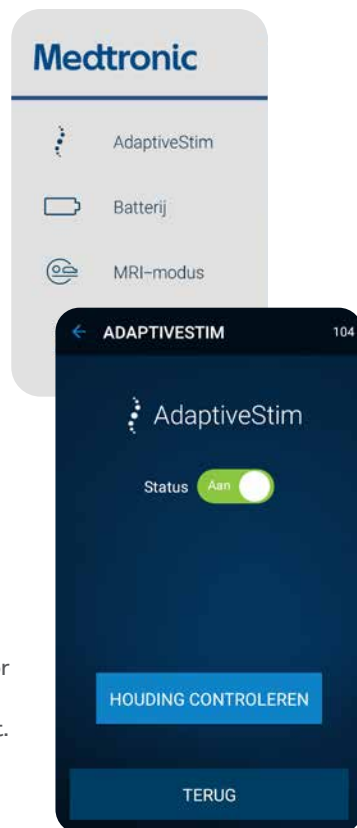 Medtronic
AdaptiveStim
Batterij
MRI-modus
ADAPTIVESTIM 104
AdaptiveStim
Status Aan
HOUDING CONTROLEREN
TERUG